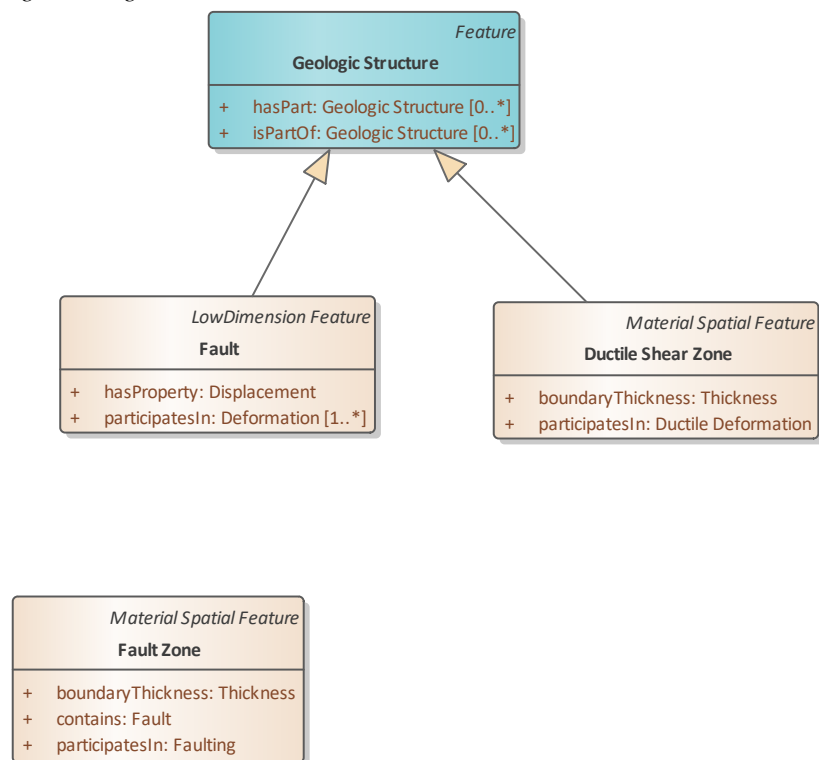 Feature
Geologic Structure
+ hasPart: Geologic Structure [0..*]
+ isPartOf: Geologic Structure [0..*]
LowDimension Feature
Fault
+ hasProperty: Displacement
+ participatesIn: Deformation [1..*]
Material Spatial Feature
Ductile Shear Zone
+ boundaryThickness: Thickness
+ participatesIn: Ductile Deformation
Material Spatial Feature
Fault Zone
+ boundaryThickness: Thickness
+ contains: Fault
+ participatesIn: Faulting